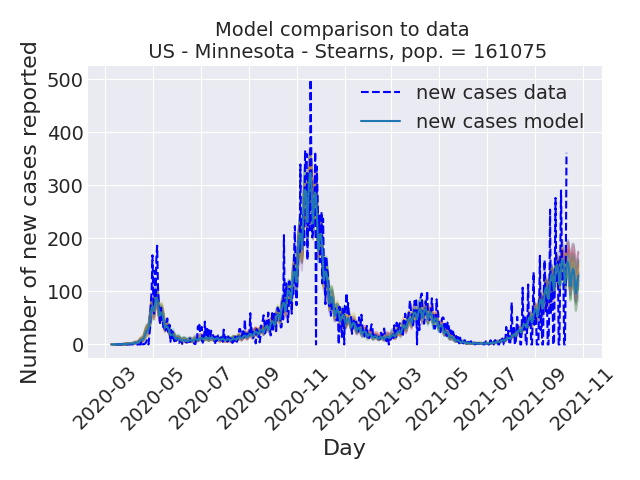 Model comparison to data
US - Minnesota - Stearns, pop. = 161075
Number of new cases reported
500
400
300
200
100
0
new cases data
new cases model
2020-03
2020-05
2020-07
2020-09
2020-11
2021-01
2021-03
2021-05
2021-07
2021-09
2021-11
Day